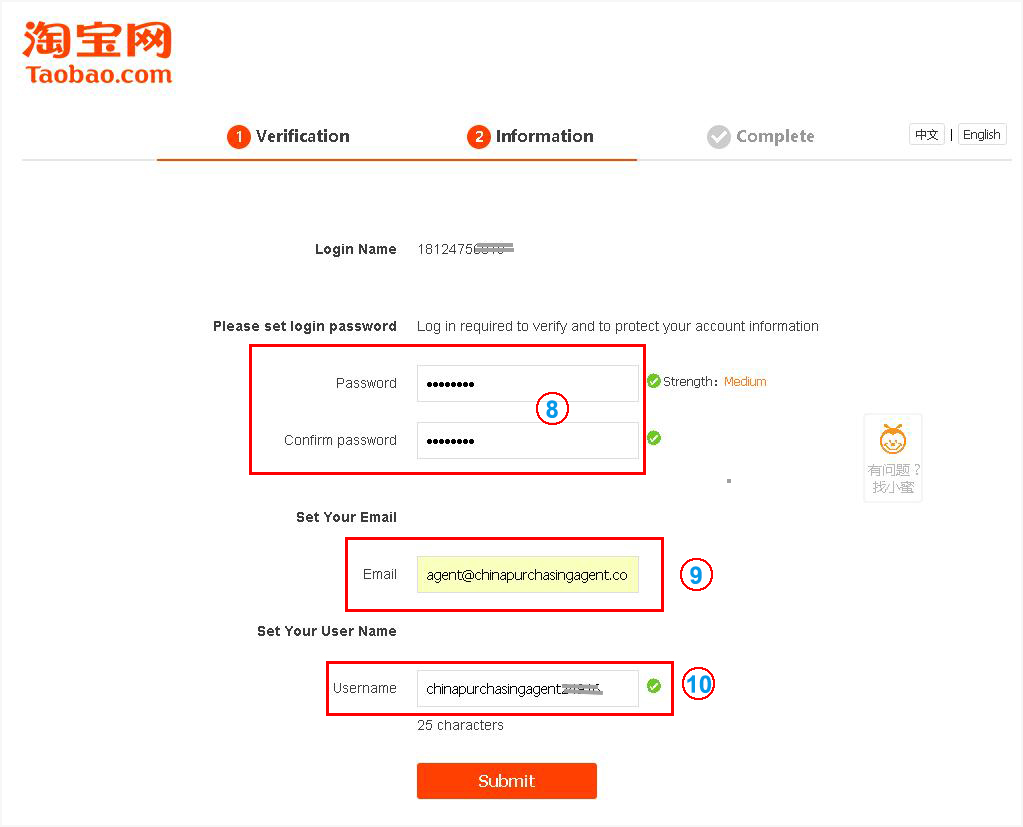 淘宝网
Taobao.com
1 Verification
2 Information
Complete
中文 | English
Login Name 1812475
Please set login password Log in required to verify and to protect your account information
Password •••••••• Strength: Medium
8
Confirm password ••••••••
有问题？
找小蜜
Set Your Email
Email agent@chinapurchasingagent.co 9
Set Your User Name
Username chinapurchasingagent 10
25 characters
Submit